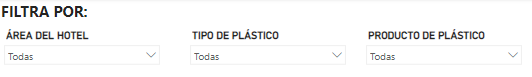 FILTRA POR:
ÁREA DEL HOTEL TIPO DE PLÁSTICO PRODUCTO DE PLÁSTICO
Todas Todas Todas